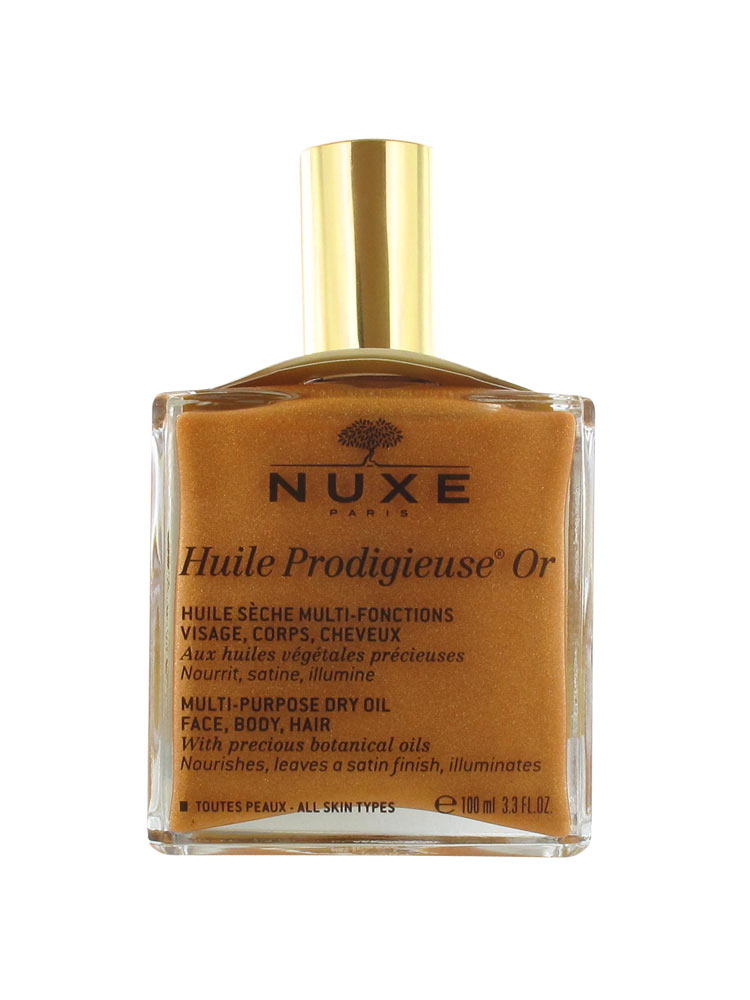 NUXE
PARIS
Huile Prodigieuse® Or
HUILE SÈCHE MULTI-FONCTIONS
VISAGE, CORPS, CHEVEUX
Aux huiles végétales précieuses
Nourrit, satine, illumine
MULTI-PURPOSE DRY OIL
FACE, BODY, HAIR
With precious botanical oils
Nourishes, leaves a satin finish, illuminates
■ TOUTES PEAUX - ALL SKIN TYPES ℮ 100 ml 3.3 FL.OZ.